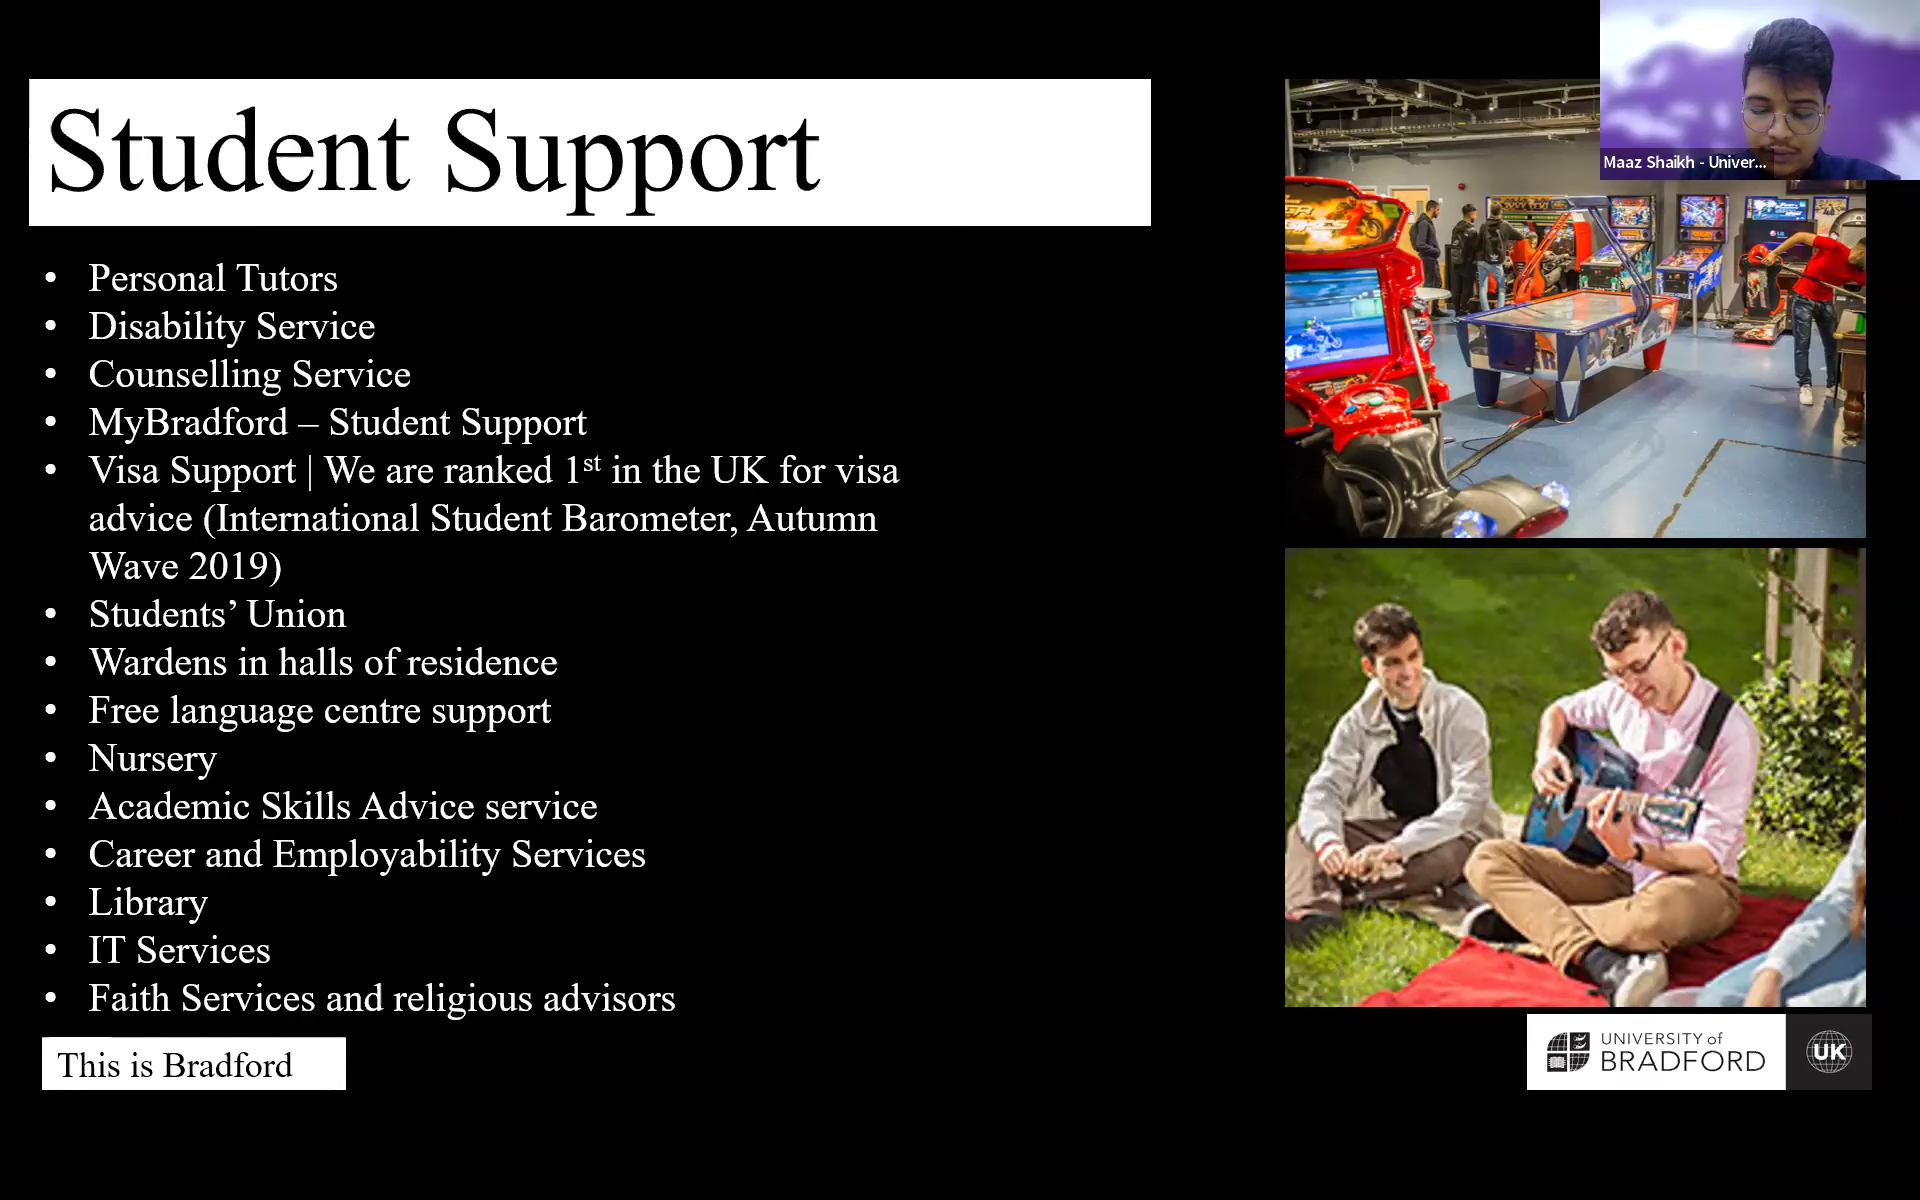 Student Support
Maaz Shaikh - Univer...
• Personal Tutors
• Disability Service
• Counselling Service
• MyBradford – Student Support
• Visa Support | We are ranked 1st in the UK for visa
advice (International Student Barometer, Autumn
Wave 2019)
• Students’ Union
• Wardens in halls of residence
• Free language centre support
• Nursery
• Academic Skills Advice service
• Career and Employability Services
• Library
• IT Services
• Faith Services and religious advisors
This is Bradford
UNIVERSITY of
BRADFORD
UK